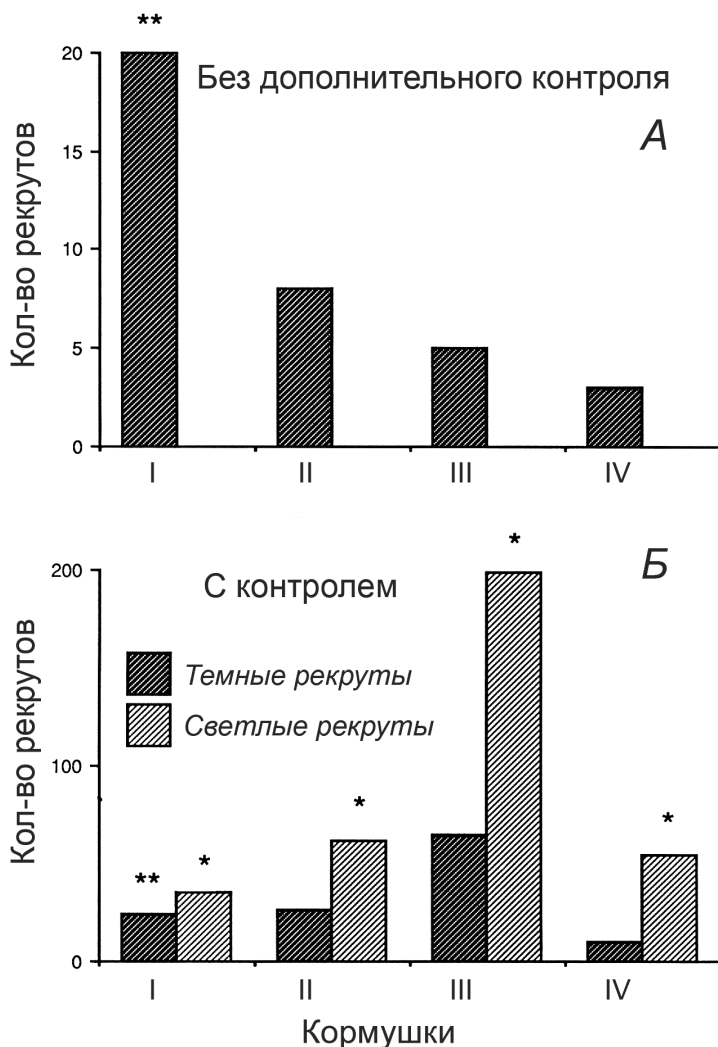 **
20
Без дополнительного контроля
А
15
10
5
0
Кол-во рекрутов
I II III IV
*
200
Б
С контролем
Темные рекруты
Светлые рекруты
100
* *
** *
0
Кол-во рекрутов
I II III IV
Кормушки